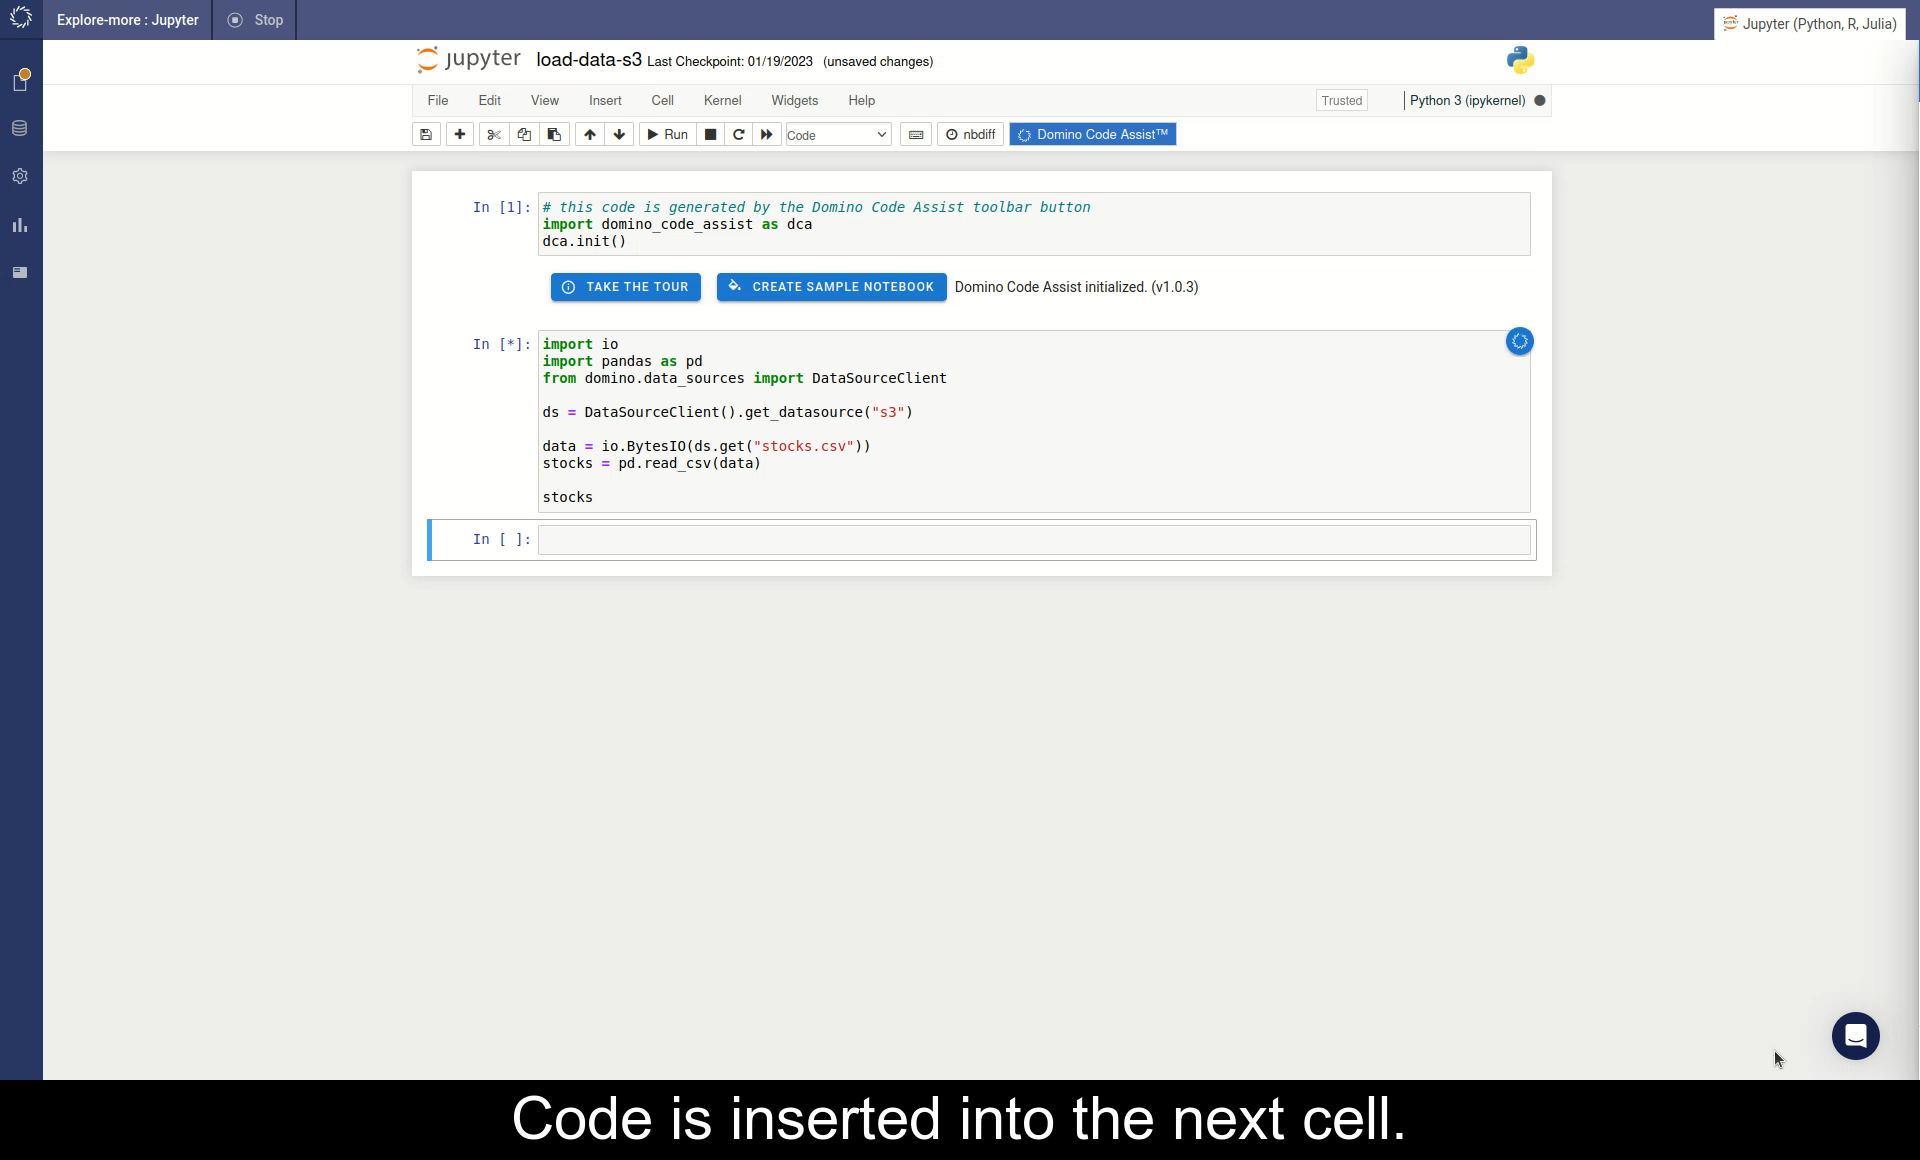 Explore-more : Jupyter
Stop
Jupyter (Python, R, Julia)
jupyter load-data-s3 Last Checkpoint: 01/19/2023 (unsaved changes)
File Edit View Insert Cell Kernel Widgets Help Trusted Python 3 (ipykernel)
Run Code nbdiff Domino Code Assist™
In [1]: # this code is generated by the Domino Code Assist toolbar button
import domino_code_assist as dca
dca.init()
TAKE THE TOUR CREATE SAMPLE NOTEBOOK Domino Code Assist initialized. (v1.0.3)
In [*]: import io
import pandas as pd
from domino.data_sources import DataSourceClient
ds = DataSourceClient().get_datasource("s3")
data = io.BytesIO(ds.get("stocks.csv"))
stocks = pd.read_csv(data)
stocks
In [ ]:
Code is inserted into the next cell.